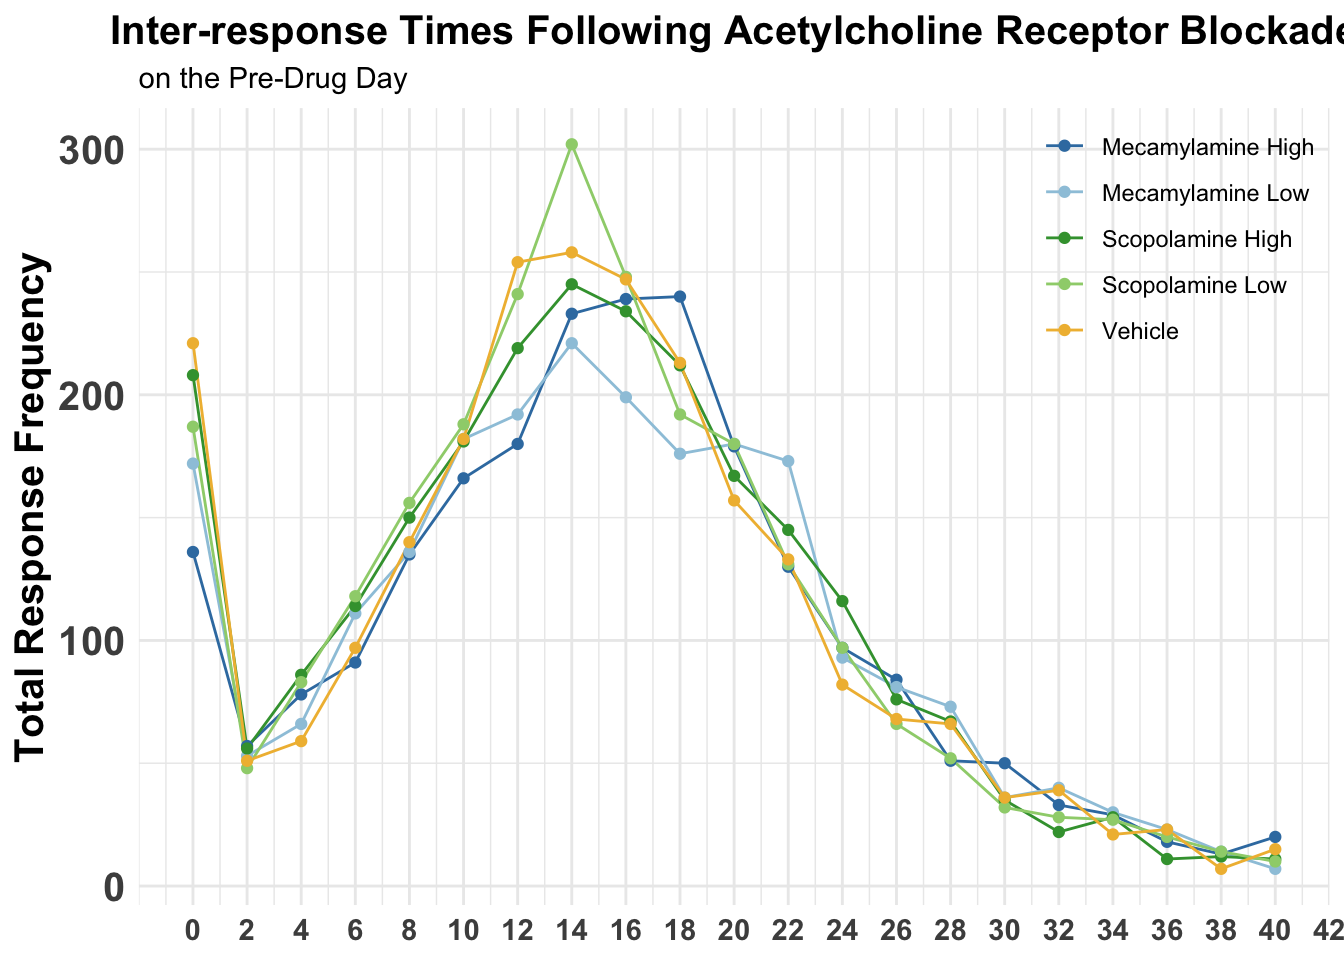 Inter-response Times Following Acetylcholine Receptor Blockade
on the Pre-Drug Day
Total Response Frequency
300
200
100
0
Mecamylamine High
Mecamylamine Low
Scopolamine High
Scopolamine Low
Vehicle
0 2 4 6 8 10 12 14 16 18 20 22 24 26 28 30 32 34 36 38 40 42